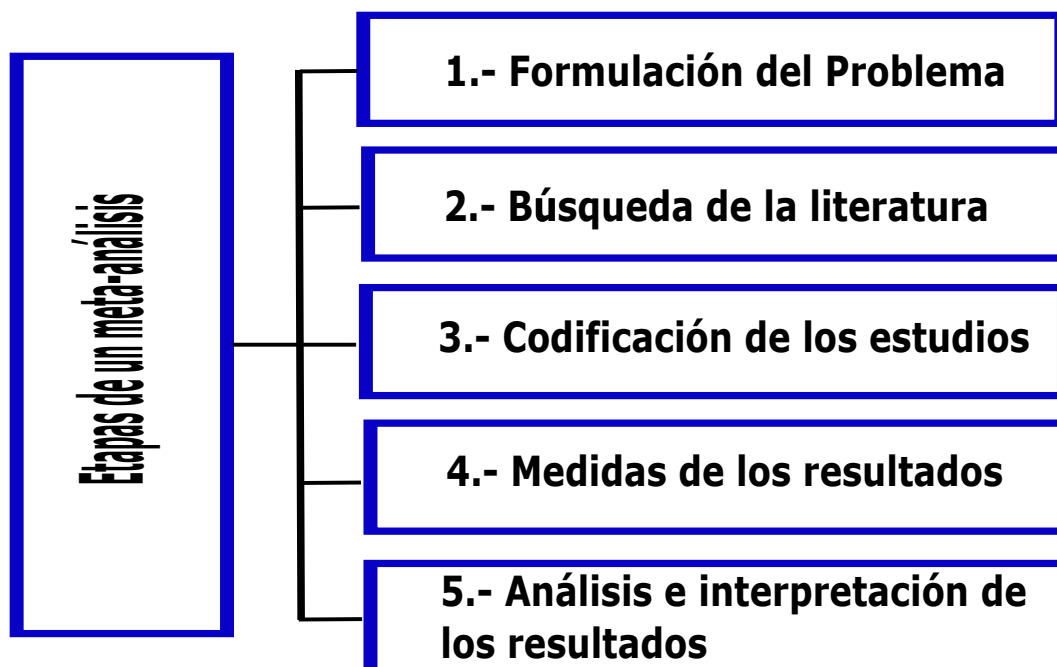 Etapas de un meta-análisis
1.- Formulación del Problema
2.- Búsqueda de la literatura
3.- Codificación de los estudios
4.- Medidas de los resultados
5.- Análisis e interpretación de
los resultados